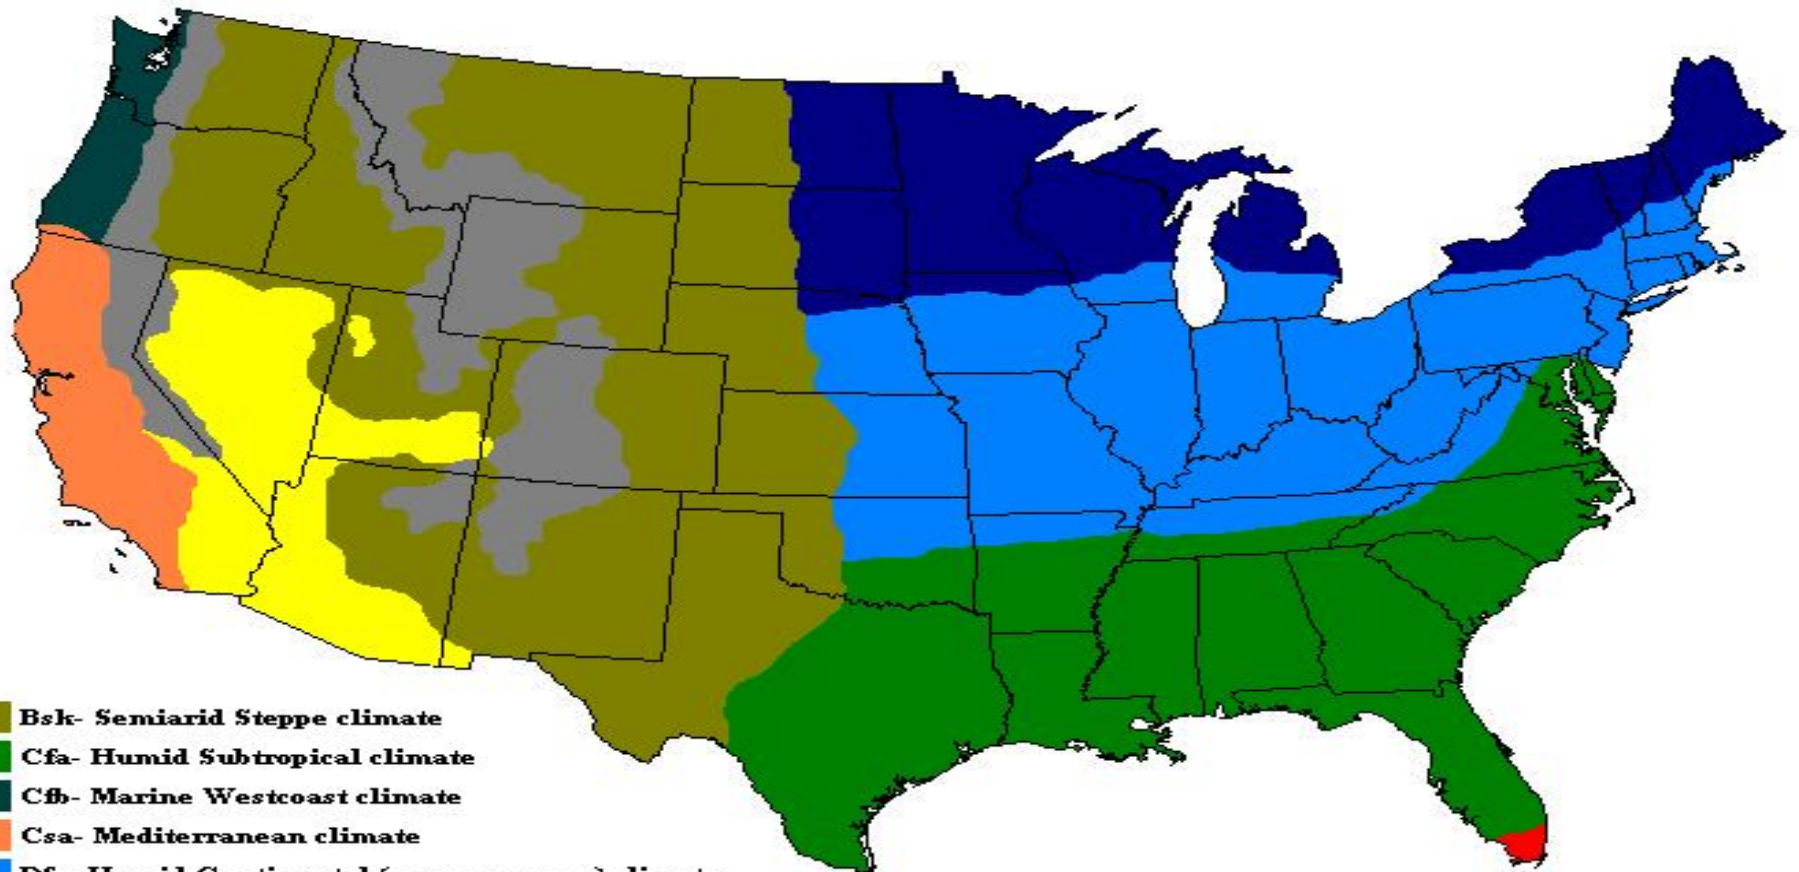 Bsk- Semiarid Steppe climate
Cfa- Humid Subtropical climate
Cfb- Marine Westcoast climate
Csa- Mediterranean climate